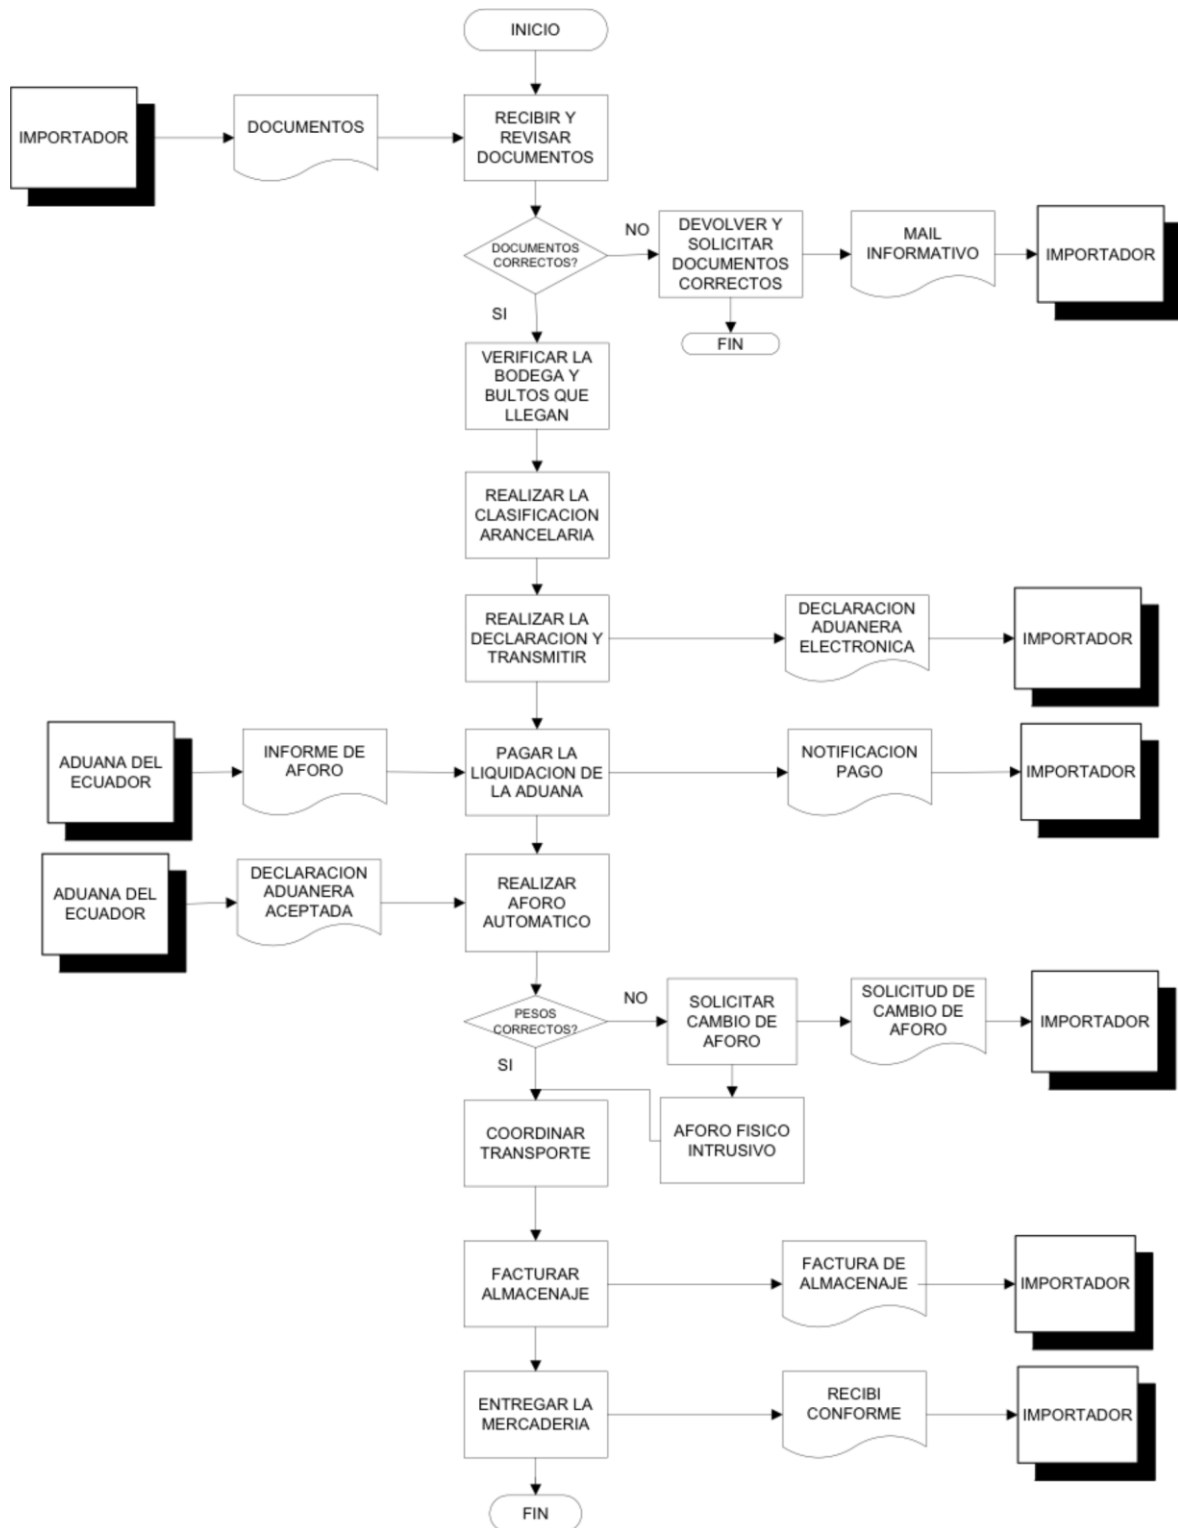 INICIO
IMPORTADOR
DOCUMENTOS
RECIBIR Y
REVISAR
DOCUMENTOS
DOCUMENTOS
CORRECTOS?
NO
DEVOLVER Y
SOLICITAR
DOCUMENTOS
CORRECTOS
MAIL
INFORMATIVO
IMPORTADOR
SI
FIN
VERIFICAR LA
BODEGA Y
BULTOS QUE
LLEGAN
REALIZAR LA
CLASIFICACION
ARANCELARIA
REALIZAR LA
DECLARACION Y
TRANSMITIR
DECLARACION
ADUANERA
ELECTRONICA
IMPORTADOR
ADUANA DEL
ECUADOR
INFORME DE
AFORO
PAGAR LA
LIQUIDACION DE
LA ADUANA
NOTIFICACION
PAGO
IMPORTADOR
ADUANA DEL
ECUADOR
DECLARACION
ADUANERA
ACEPTADA
REALIZAR
AFORO
AUTOMATICO
PESOS
CORRECTOS?
NO
SOLICITAR
CAMBIO DE
AFORO
SOLICITUD DE
CAMBIO DE
AFORO
IMPORTADOR
SI
COORDINAR
TRANSPORTE
AFORO FISICO
INTRUSIVO
FACTURAR
ALMACENAJE
FACTURA DE
ALMACENAJE
IMPORTADOR
ENTREGAR LA
MERCADERIA
RECIBI
CONFORME
IMPORTADOR
FIN